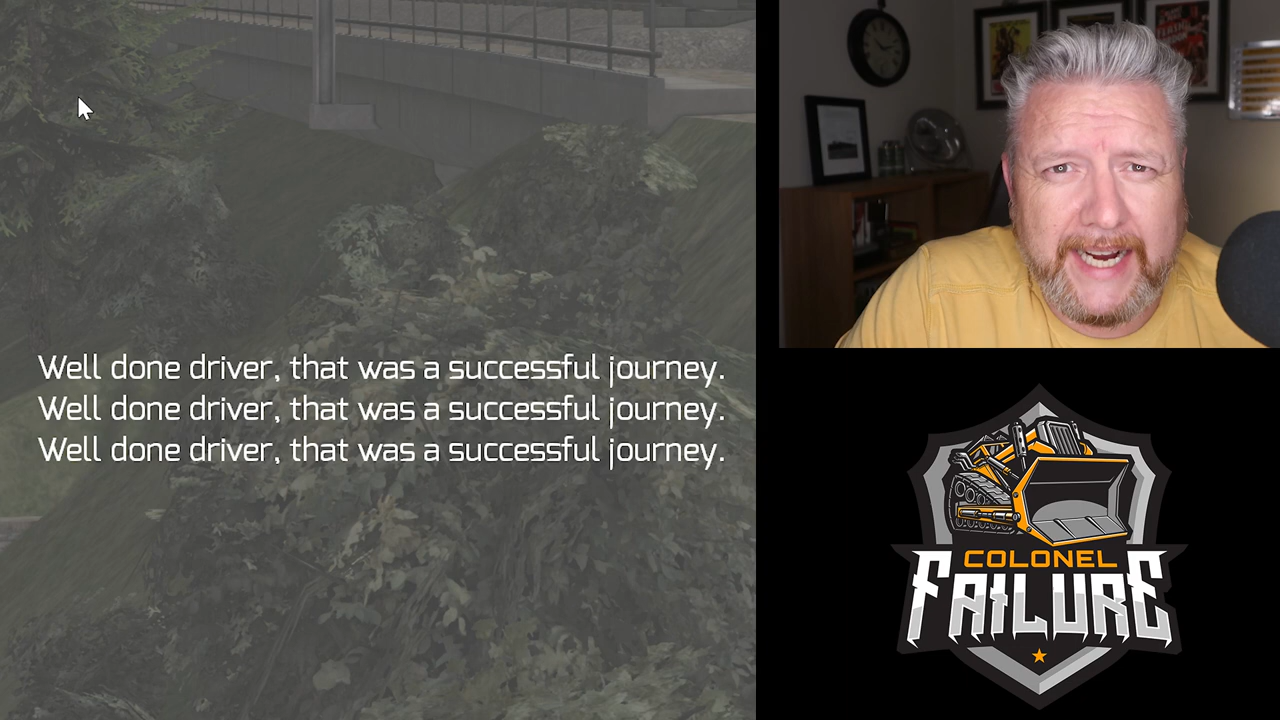 Well done driver, that was a successful journey.
Well done driver, that was a successful journey.
Well done driver, that was a successful journey.
COLONEL
FAILURE